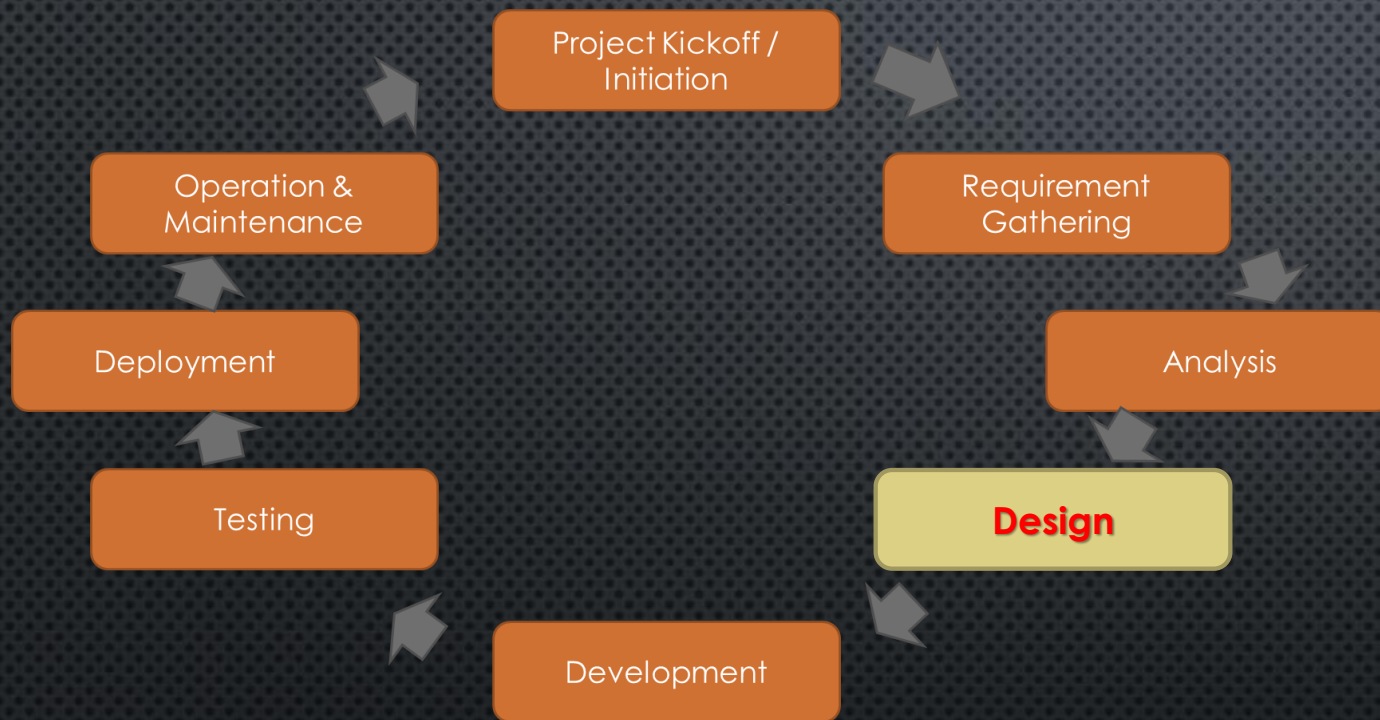 Project Kickoff /
Initiation
Requirement
Gathering
Analysis
Design
Development
Testing
Deployment
Operation &
Maintenance